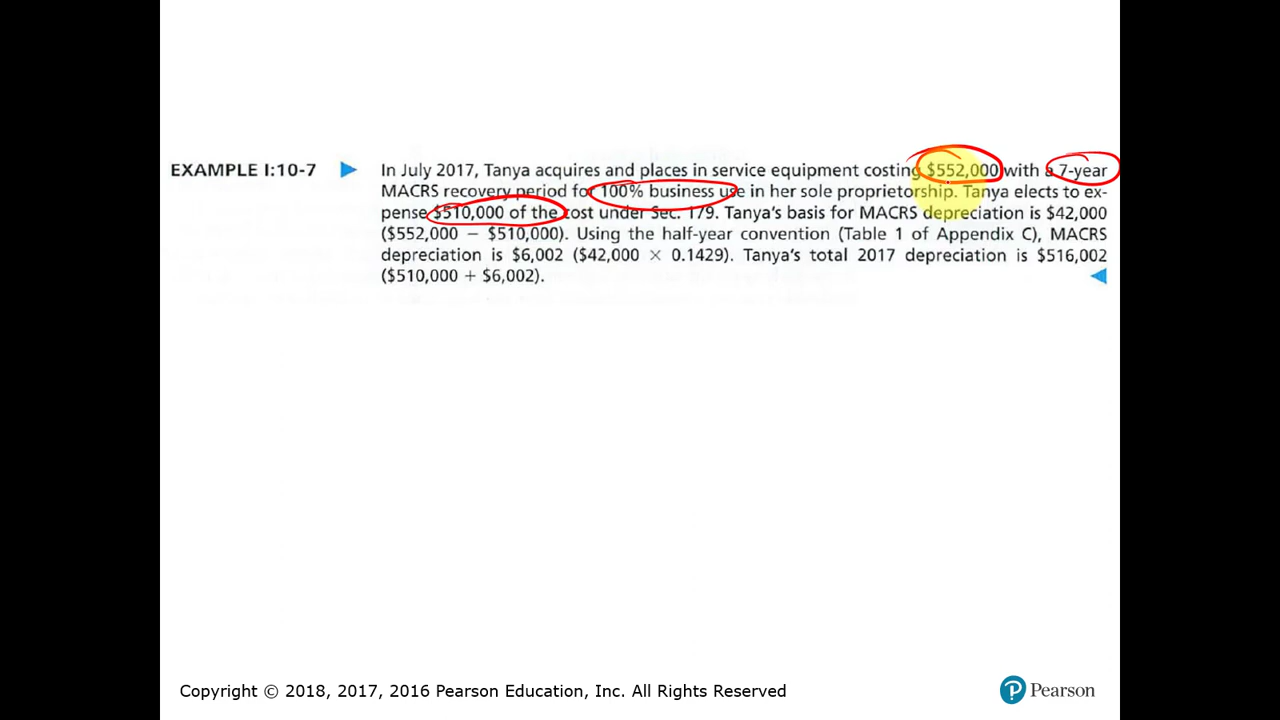 EXAMPLE I:10-7 ▶ In July 2017, Tanya acquires and places in service equipment costing $552,000 with a 7-year
MACRS recovery period for 100% business use in her sole proprietorship. Tanya elects to ex-
pense $510,000 of the cost under Sec. 179. Tanya's basis for MACRS depreciation is $42,000
($552,000 − $510,000). Using the half-year convention (Table 1 of Appendix C), MACRS
depreciation is $6,002 ($42,000 × 0.1429). Tanya's total 2017 depreciation is $516,002
($510,000 + $6,002). ◀
Copyright © 2018, 2017, 2016 Pearson Education, Inc. All Rights Reserved
P Pearson